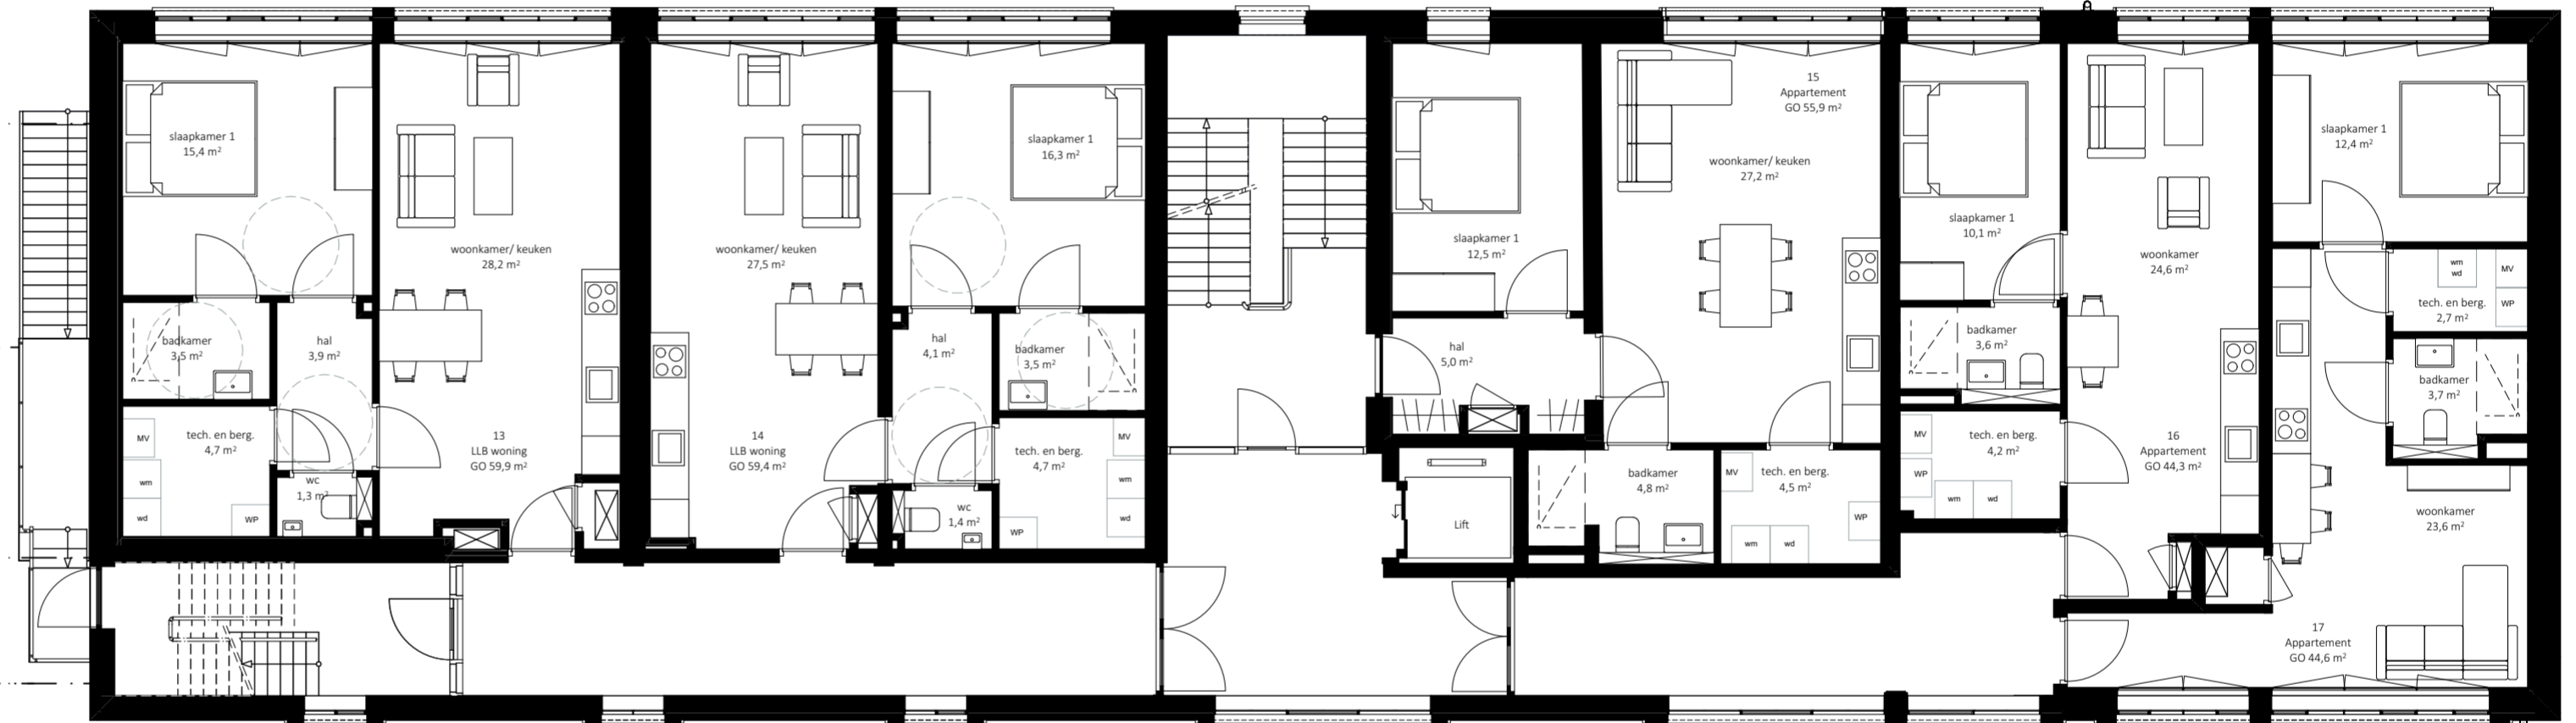 slaapkamer 1
15,4 m²
badkamer
3,5 m²
hal
3,9 m²
MV
wm
wd
tech. en berg.
4,7 m²
WP
wc
1,3 m²
woonkamer/ keuken
28,2 m²
13
LLB woning
GO 59,9 m²
woonkamer/ keuken
27,5 m²
14
LLB woning
GO 59,4 m²
slaapkamer 1
16,3 m²
hal
4,1 m²
badkamer
3,5 m²
wc
1,4 m²
tech. en berg.
4,7 m²
MV
wm
wd
WP
slaapkamer 1
12,5 m²
hal
5,0 m²
Lift
15
Appartement
GO 55,9 m²
woonkamer/ keuken
27,2 m²
badkamer
4,8 m²
MV
tech. en berg.
4,5 m²
WP
wm
wd
slaapkamer 1
10,1 m²
badkamer
3,6 m²
MV
WP
tech. en berg.
4,2 m²
wm
wd
woonkamer
24,6 m²
16
Appartement
GO 44,3 m²
slaapkamer 1
12,4 m²
wm
wd
MV
tech. en berg.
2,7 m²
WP
badkamer
3,7 m²
woonkamer
23,6 m²
17
Appartement
GO 44,6 m²